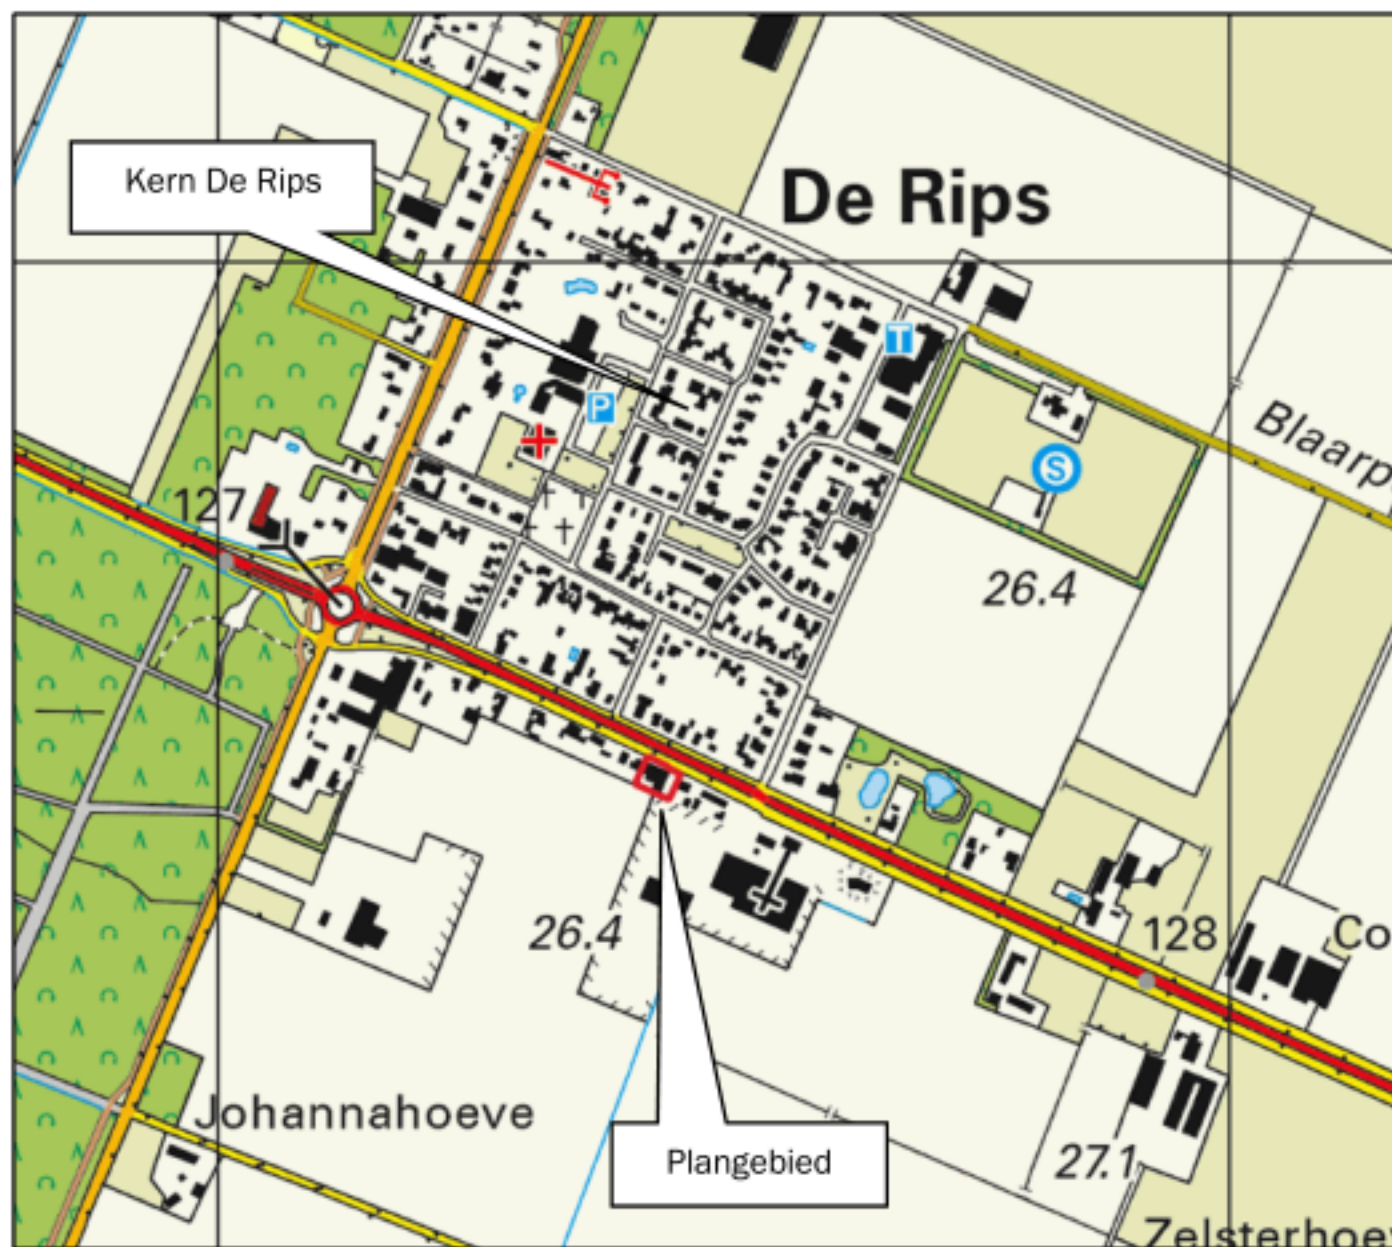 Kern De Rips
De Rips
T
P
S
Blaarp
127
26.4
26.4
128
Co
Johannahoeve
Plangebied
27.1
Zelsterhoe